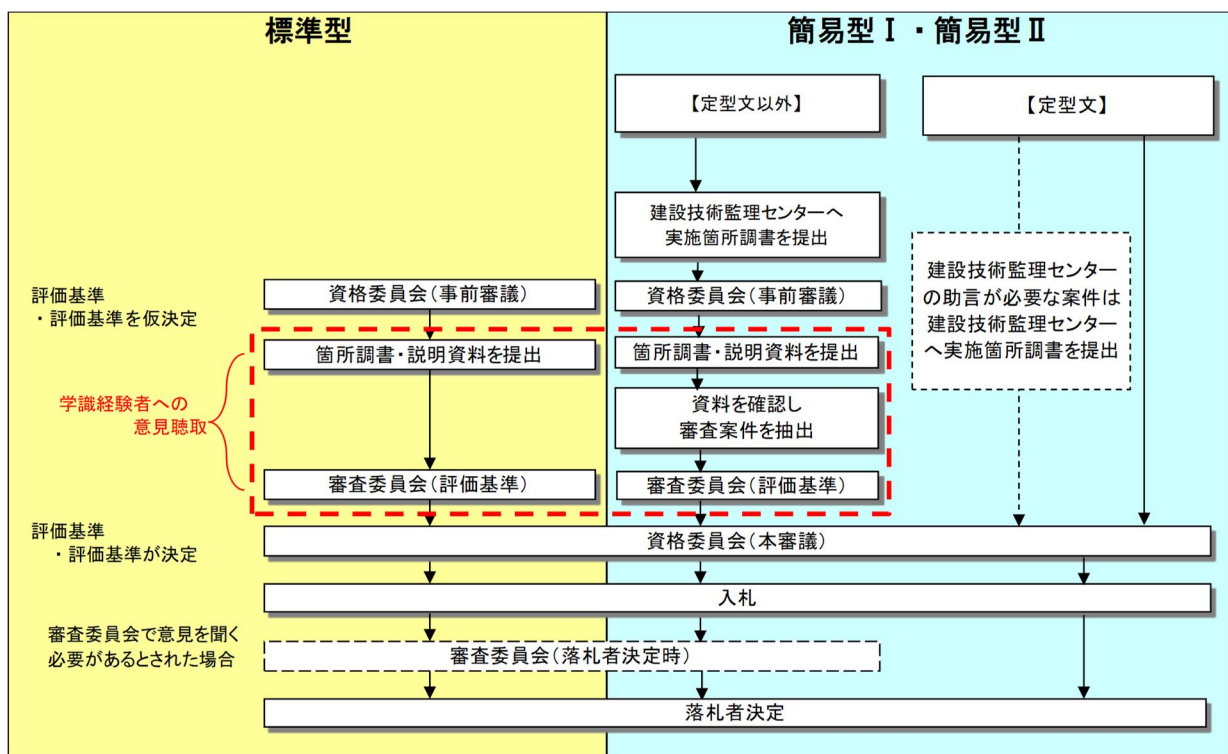 標準型
簡易型Ⅰ・簡易型Ⅱ
【定型文以外】
【定型文】
建設技術監理センターへ
実施箇所調書を提出
建設技術監理センター
の助言が必要な案件は
建設技術監理センター
へ実施箇所調書を提出
評価基準
・評価基準を仮決定
資格委員会(事前審議)
資格委員会(事前審議)
箇所調書・説明資料を提出
箇所調書・説明資料を提出
学識経験者への
意見聴取
資料を確認し
審査案件を抽出
審査委員会(評価基準)
審査委員会(評価基準)
評価基準
・評価基準が決定
資格委員会(本審議)
入札
審査委員会で意見を聞く
必要があるとされた場合
審査委員会(落札者決定時)
落札者決定